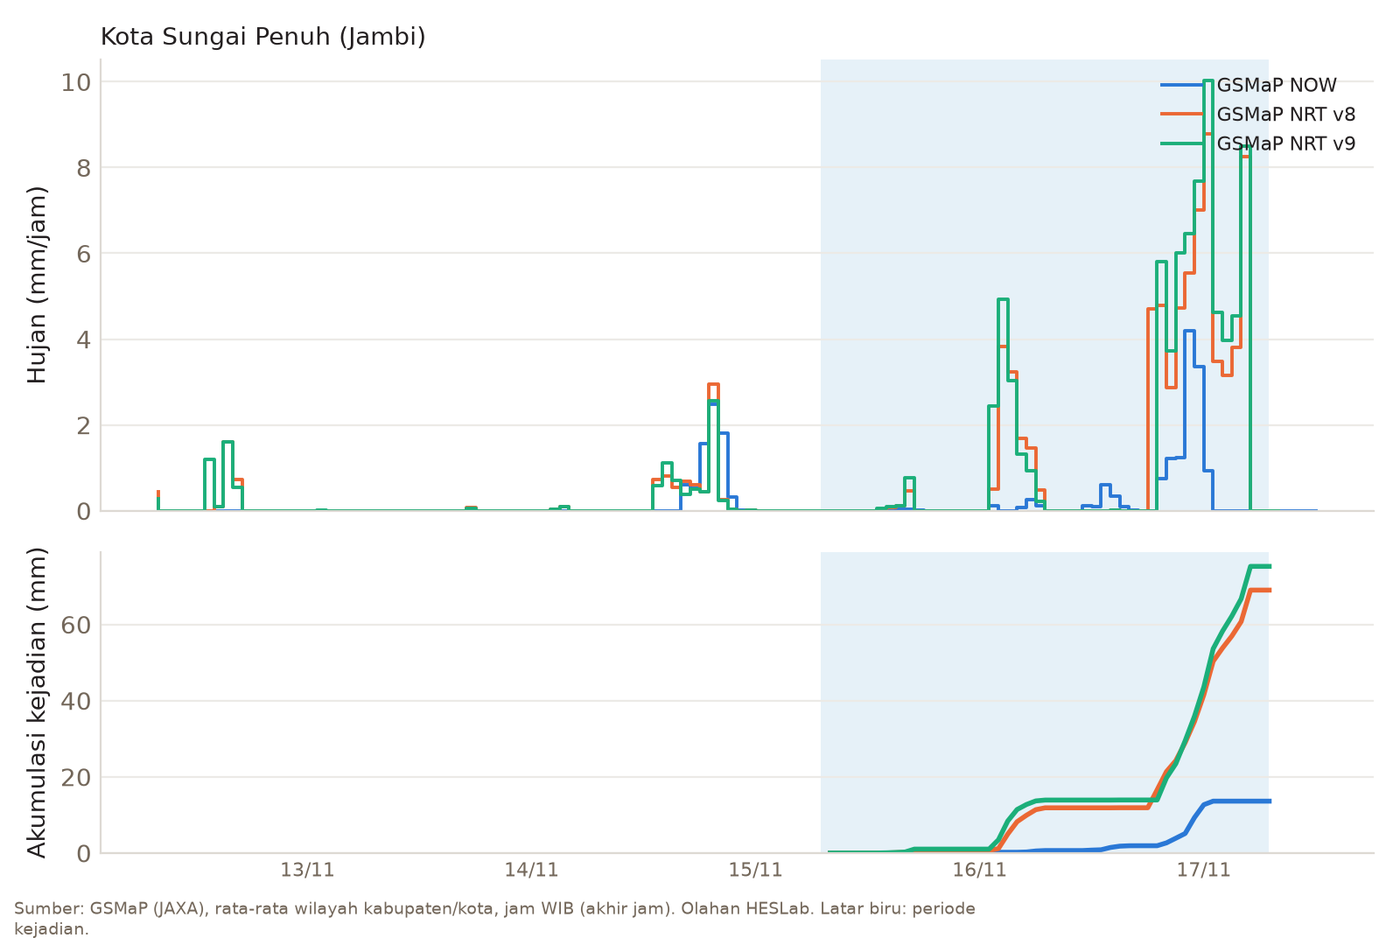 Kota Sungai Penuh (Jambi)
Hujan (mm/jam)
10
8
6
4
2
0
GSMaP NOW
GSMaP NRT v8
GSMaP NRT v9
Akumulasi kejadian (mm)
60
40
20
0
13/11
14/11
15/11
16/11
17/11
Sumber: GSMaP (JAXA), rata-rata wilayah kabupaten/kota, jam WIB (akhir jam). Olahan HESLab. Latar biru: periode
kejadian.